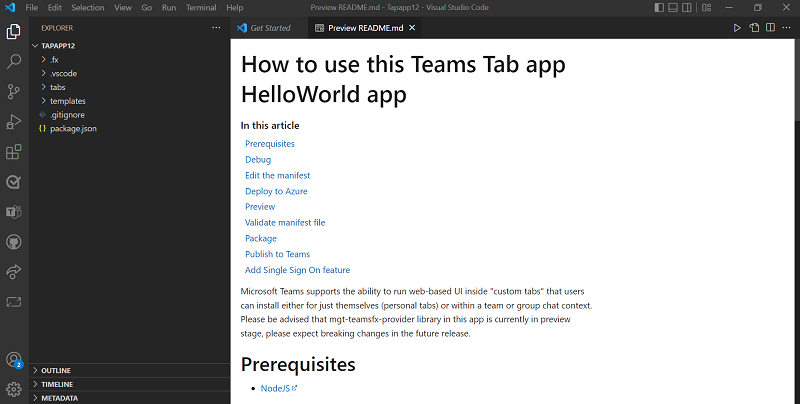 File Edit Selection View Go Run Terminal Help
Preview README.md - Tapapp12 - Visual Studio Code
EXPLORER
TAPAPP12
.fx
.vscode
tabs
templates
.gitignore
{} package.json
OUTLINE
TIMELINE
METADATA
2
Get Started
Preview README.md
How to use this Teams Tab app
HelloWorld app
In this article
Prerequisites
Debug
Edit the manifest
Deploy to Azure
Preview
Validate manifest file
Package
Publish to Teams
Add Single Sign On feature
Microsoft Teams supports the ability to run web-based UI inside "custom tabs" that users
can install either for just themselves (personal tabs) or within a team or group chat context.
Please be advised that mgt-teamsfx-provider library in this app is currently in preview
stage, please expect breaking changes in the future release.
Prerequisites
• NodeJS